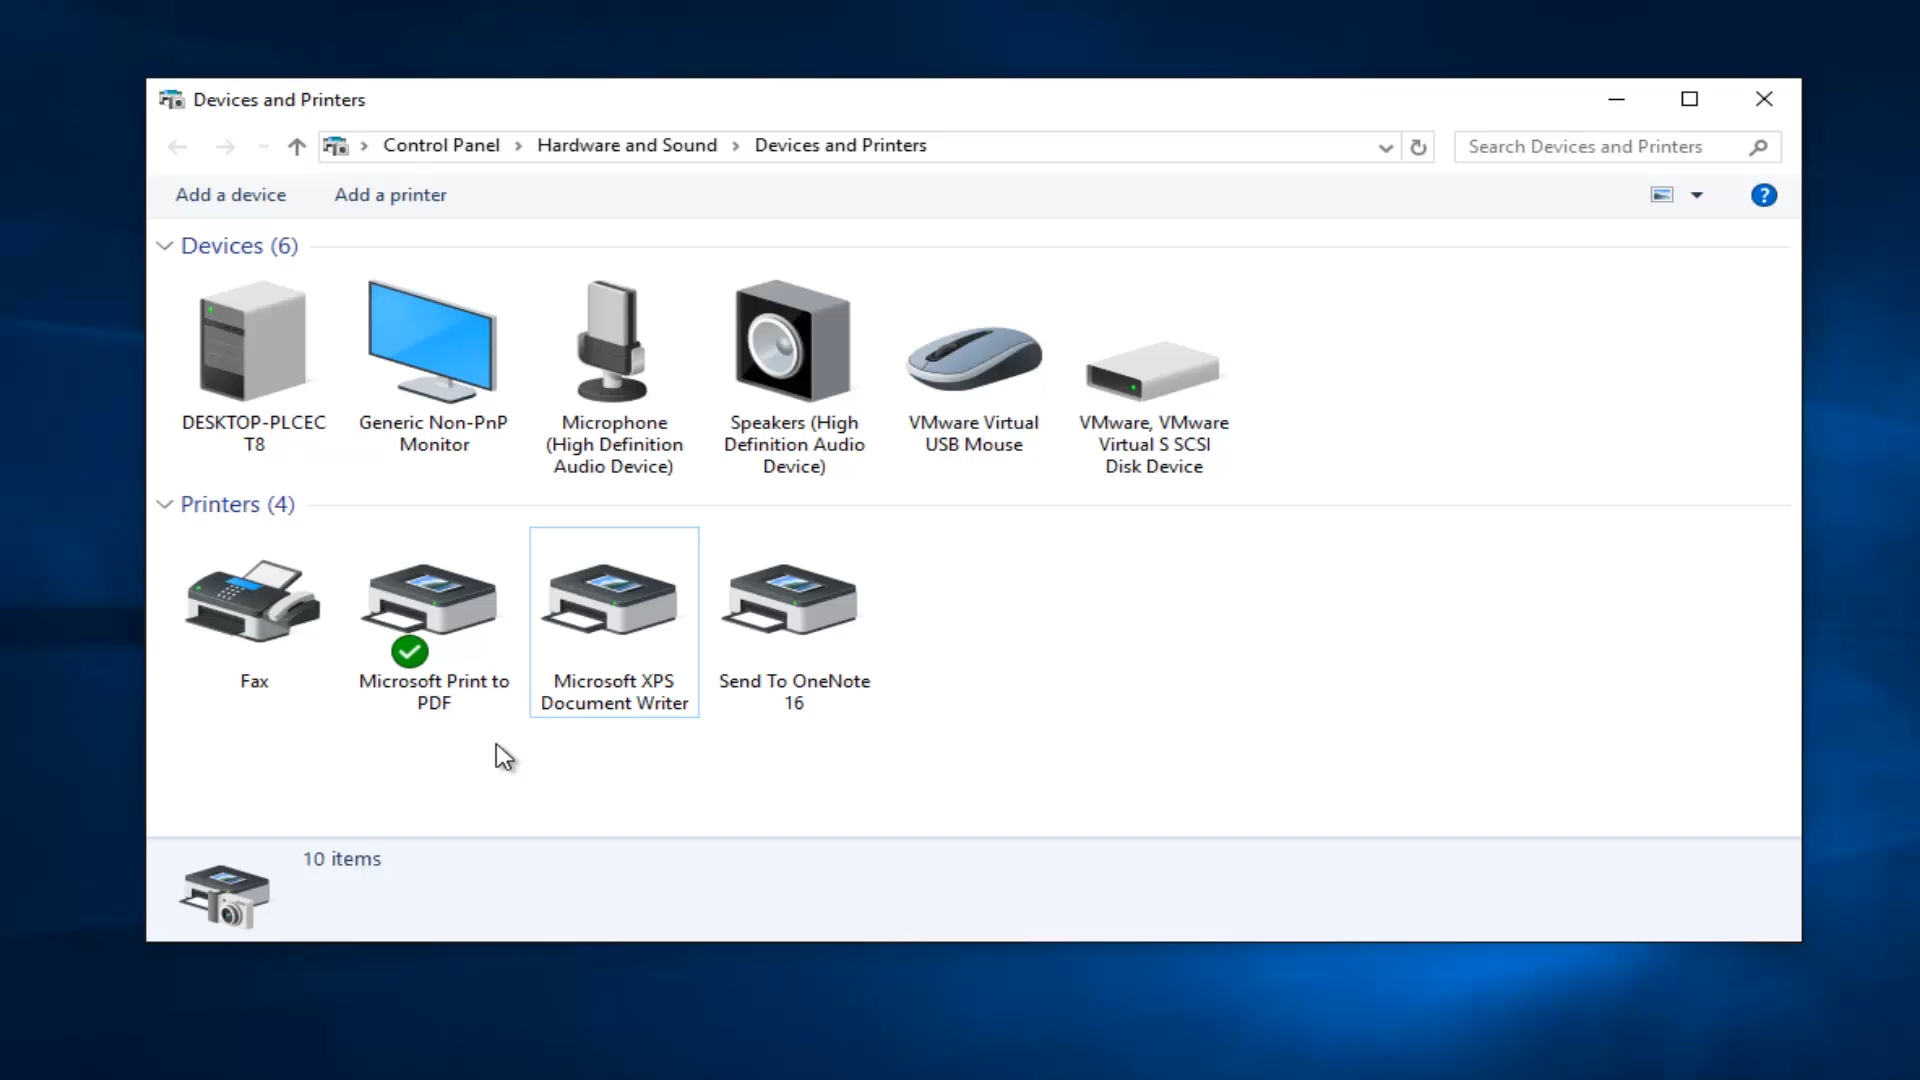 Devices and Printers
Control Panel > Hardware and Sound > Devices and Printers
Search Devices and Printers
Add a device
Add a printer
?
Devices (6)
DESKTOP-PLCEC
T8
Generic Non-PnP
Monitor
Microphone
(High Definition
Audio Device)
Speakers (High
Definition Audio
Device)
VMware Virtual
USB Mouse
VMware, VMware
Virtual S SCSI
Disk Device
Printers (4)
Fax
Microsoft Print to
PDF
Microsoft XPS
Document Writer
Send To OneNote
16
10 items